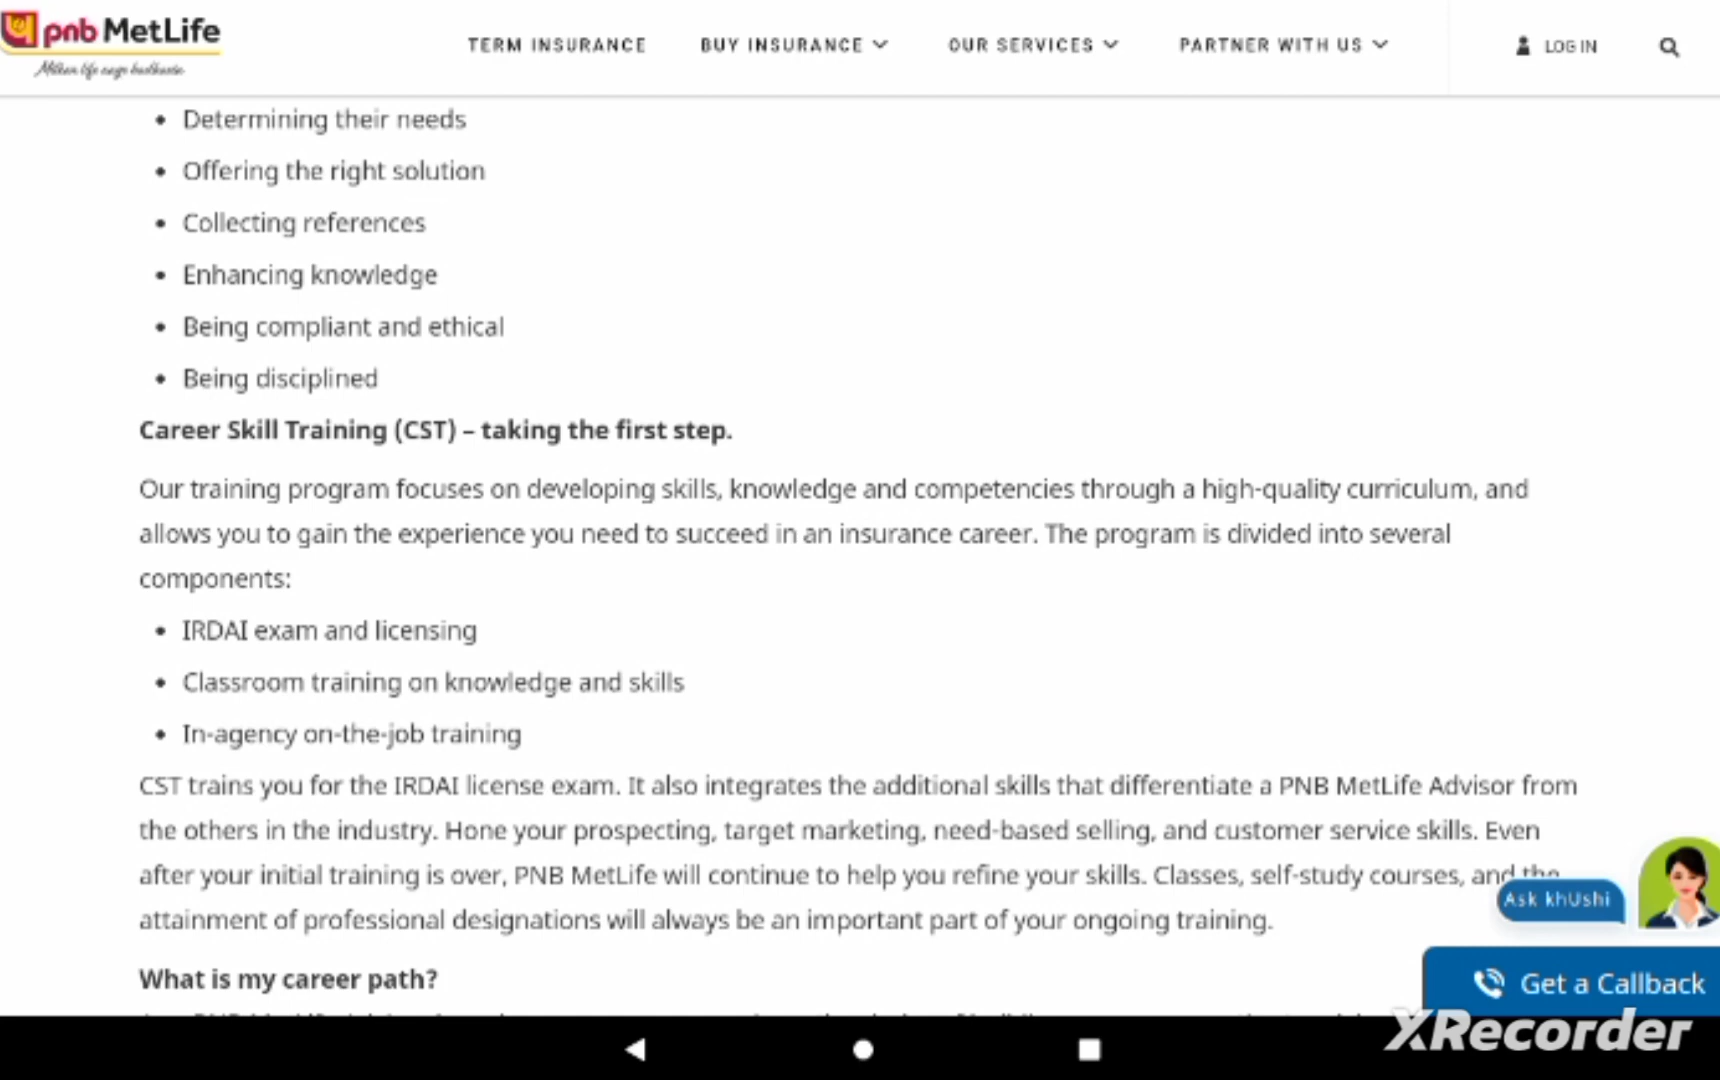 pnb MetLife
Milkar life aage badhaein
TERM INSURANCE
BUY INSURANCE
OUR SERVICES
PARTNER WITH US
LOGIN
• Determining their needs
• Offering the right solution
• Collecting references
• Enhancing knowledge
• Being compliant and ethical
• Being disciplined
Career Skill Training (CST) – taking the first step.
Our training program focuses on developing skills, knowledge and competencies through a high-quality curriculum, and
allows you to gain the experience you need to succeed in an insurance career. The program is divided into several
components:
• IRDAI exam and licensing
• Classroom training on knowledge and skills
• In-agency on-the-job training
CST trains you for the IRDAI license exam. It also integrates the additional skills that differentiate a PNB MetLife Advisor from
the others in the industry. Hone your prospecting, target marketing, need-based selling, and customer service skills. Even
after your initial training is over, PNB MetLife will continue to help you refine your skills. Classes, self-study courses, and the
attainment of professional designations will always be an important part of your ongoing training.
Ask khUshi
What is my career path?
Get a Callback
XRecorder